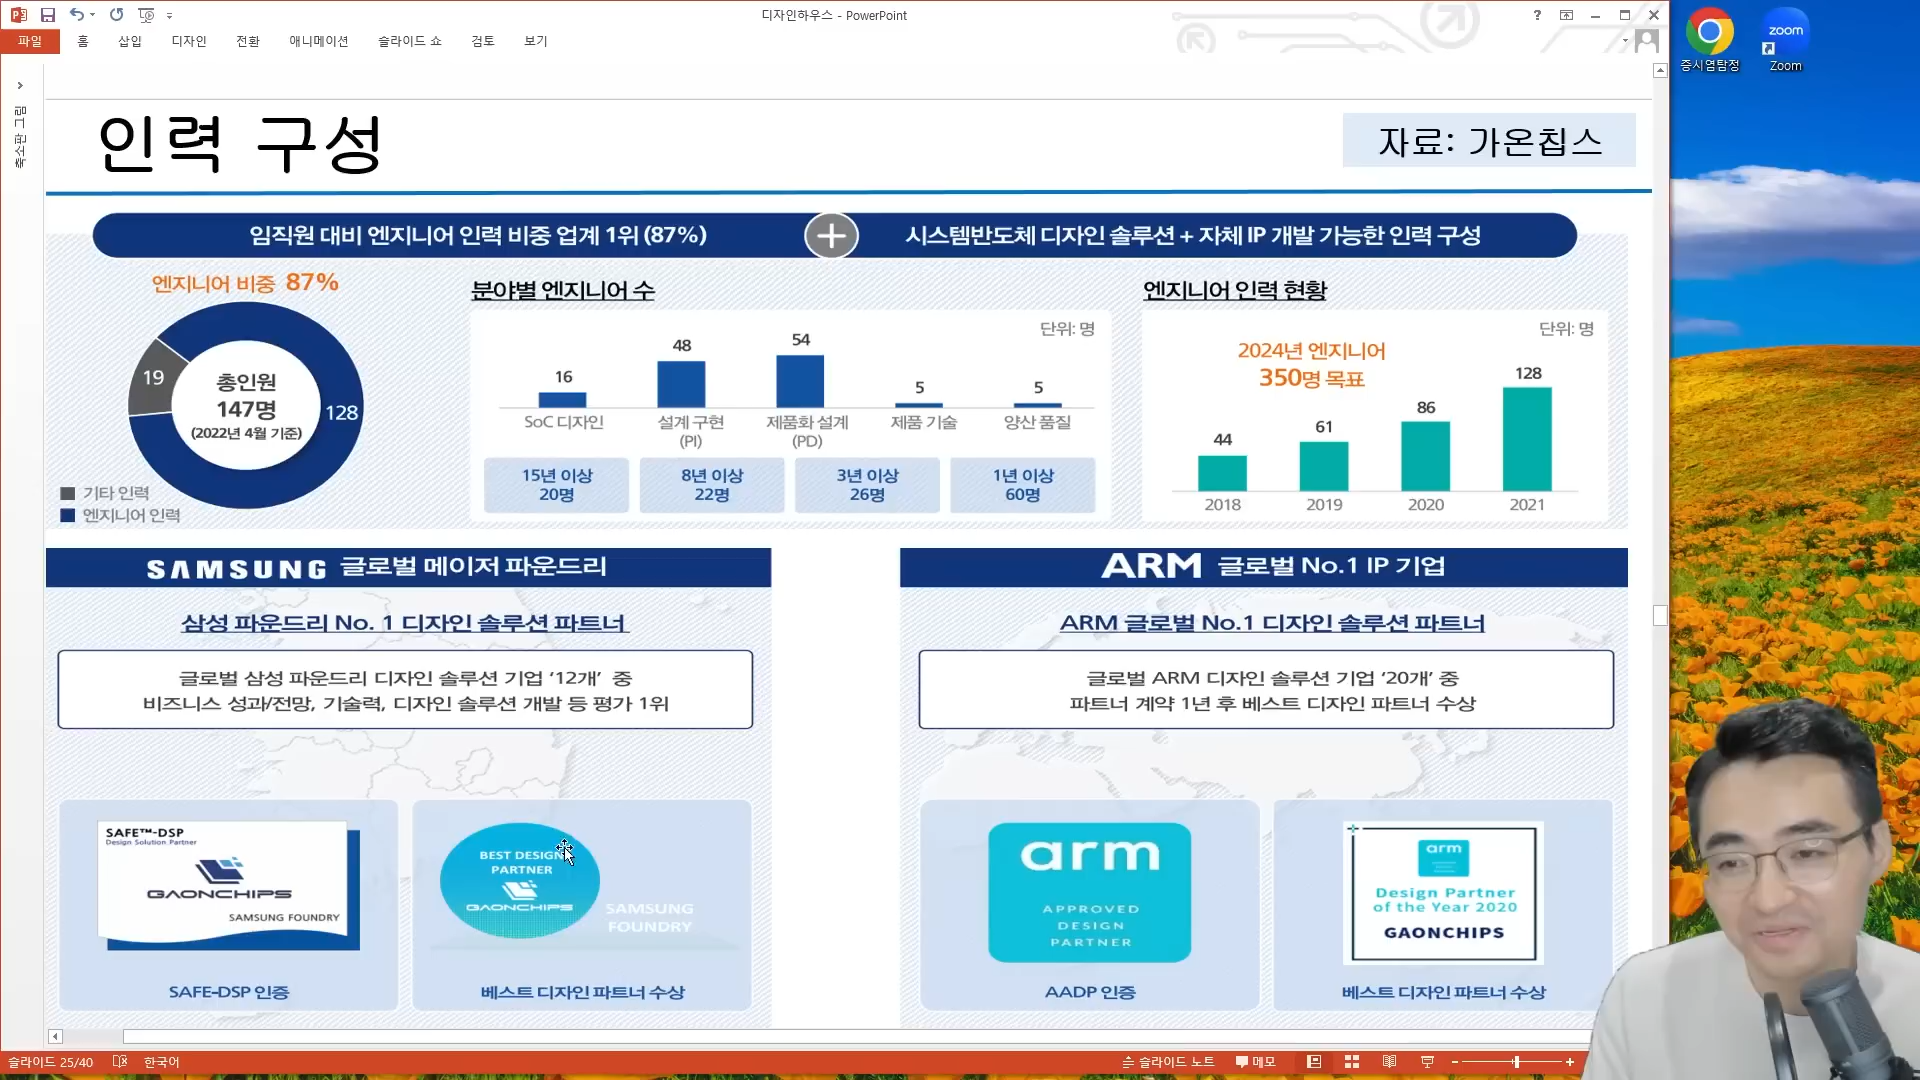 디자인하우스 - PowerPoint
?
파일
홈
삽입
디자인
전환
애니메이션
슬라이드 쇼
검토
보기
증시염탐정
Zoom
zoom
축소판 그림
인력 구성
자료: 가온칩스
임직원 대비 엔지니어 인력 비중 업계 1위 (87%)
시스템반도체 디자인 솔루션 + 자체 IP 개발 가능한 인력 구성
엔지니어 비중 87%
19
128
총인원
147명
(2022년 4월 기준)
기타 인력
엔지니어 인력
분야별 엔지니어 수
단위: 명
16
48
54
5
5
SoC 디자인
설계 구현
(PI)
제품화 설계
(PD)
제품 기술
양산 품질
15년 이상
20명
8년 이상
22명
3년 이상
26명
1년 이상
60명
엔지니어 인력 현황
단위: 명
2024년 엔지니어
350명 목표
44
61
86
128
2018
2019
2020
2021
SAMSUNG 글로벌 메이저 파운드리
삼성 파운드리 No. 1 디자인 솔루션 파트너
글로벌 삼성 파운드리 디자인 솔루션 기업 '12개' 중
비즈니스 성과/전망, 기술력, 디자인 솔루션 개발 등 평가 1위
SAFE™-DSP
Design Solution Partner
GAONCHIPS
SAMSUNG FOUNDRY
SAFE-DSP 인증
BEST DESIGN
PARTNER
GAONCHIPS
SAMSUNG
FOUNDRY
베스트 디자인 파트너 수상
ARM 글로벌 No.1 IP 기업
ARM 글로벌 No.1 디자인 솔루션 파트너
글로벌 ARM 디자인 솔루션 기업 '20개' 중
파트너 계약 1년 후 베스트 디자인 파트너 수상
arm
APPROVED
DESIGN
PARTNER
AADP 인증
arm
Design Partner
of the Year 2020
GAONCHIPS
베스트 디자인 파트너 수상
슬라이드 25/40
한국어
슬라이드 노트
메모